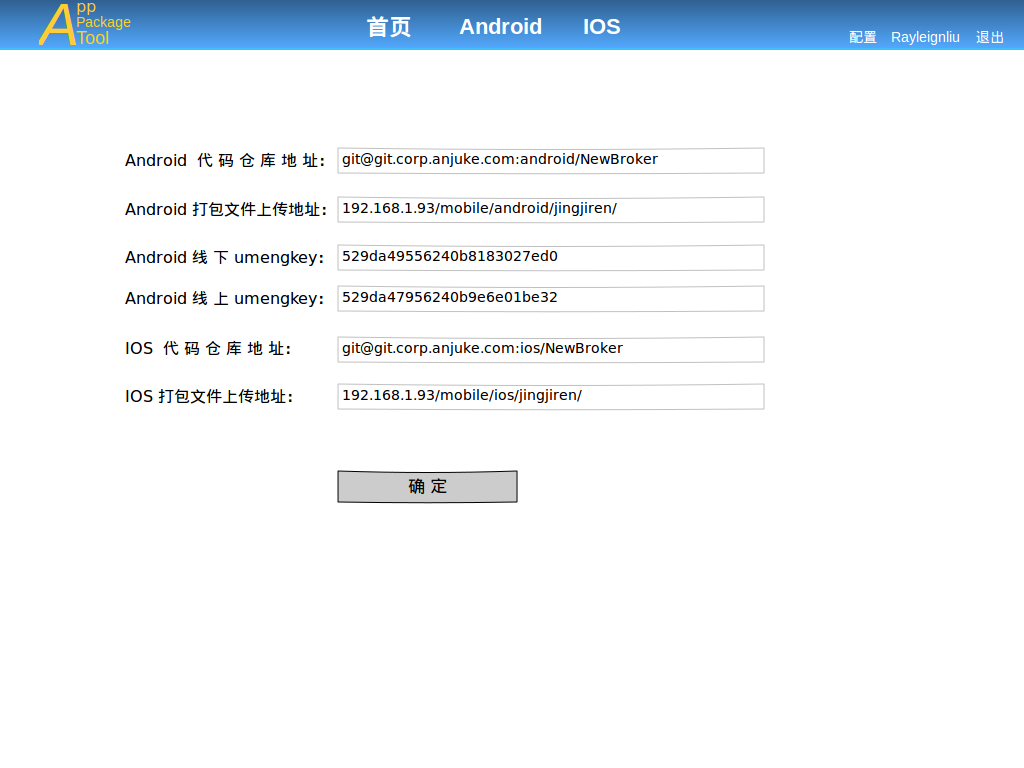 App
Package
Tool
首页 Android IOS
配置 Rayleignliu 退出
Android 代 码 仓 库 地 址: git@git.corp.anjuke.com:android/NewBroker
Android 打包文件上传地址: 192.168.1.93/mobile/android/jingjiren/
Android 线 下 umengkey: 529da49556240b8183027ed0
Android 线 上 umengkey: 529da47956240b9e6e01be32
IOS 代 码 仓 库 地 址: git@git.corp.anjuke.com:ios/NewBroker
IOS 打包文件上传地址: 192.168.1.93/mobile/ios/jingjiren/
确 定